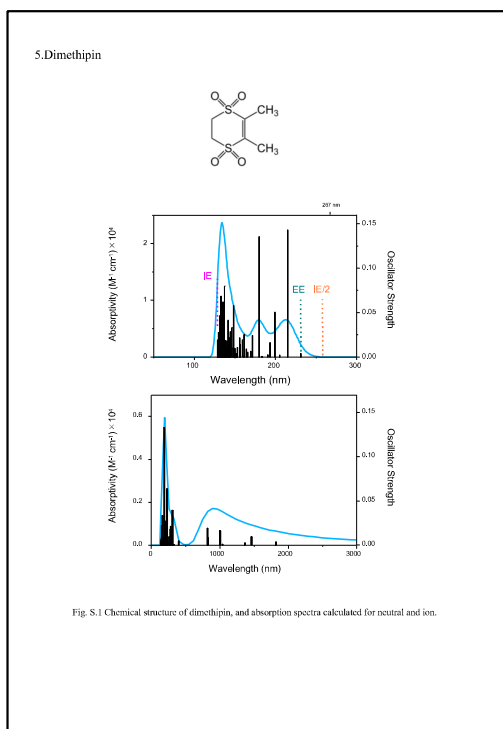 5.Dimethipin
O O
S CH₃
S CH₃
O O
267 nm
2
1
0
Absorptivity (M⁻¹ cm⁻¹) × 10⁴
IE
EE IE/2
0.15
0.10
0.05
0.00
Oscillator Strength
100 200 300
Wavelength (nm)
0.6
0.4
0.2
0.0
Absorptivity (M⁻¹ cm⁻¹) × 10⁴
0.15
0.10
0.05
0.00
Oscillator Strength
0 1000 2000 3000
Wavelength (nm)
Fig. S.1 Chemical structure of dimethipin, and absorption spectra calculated for neutral and ion.